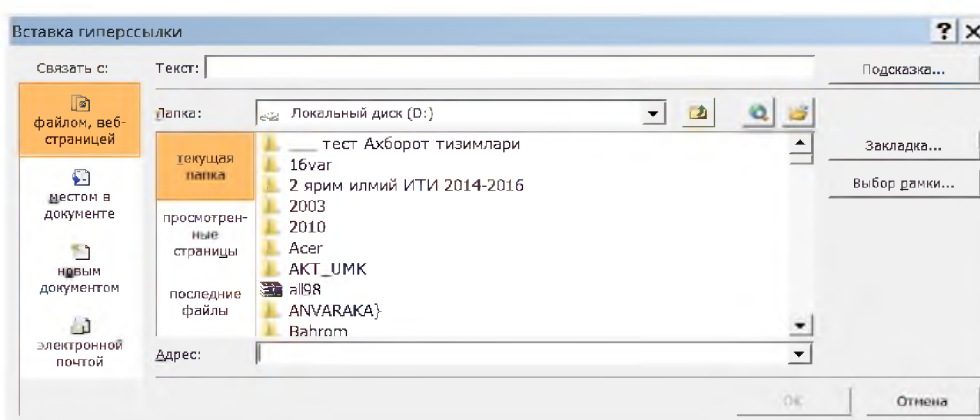 Вставка гиперссылки
Связать с:
Текст:
Подсказка...
файлом, веб-
страницей
Папка:
Локальный диск (D:)
текущая
папка
___ тест Ахборот тизимлари
16var
2 ярим илмий ИТИ 2014-2016
2003
2010
Acer
AKT_UMK
all98
ANVARAKA}
Bahrom
Закладка...
Выбор рамки...
местом в
документе
просмотрен-
ные
страницы
новым
документом
последние
файлы
электронной
почтой
Адрес:
OK
Отмена